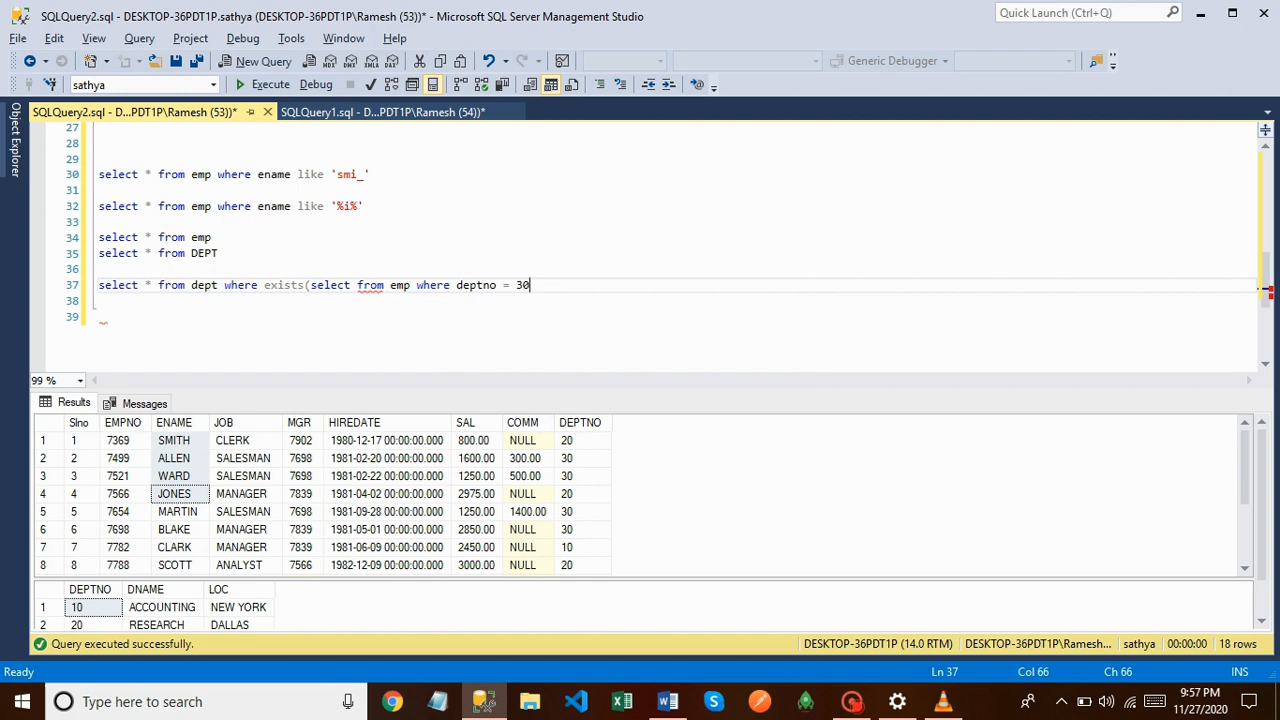 SQLQuery2.sql - DESKTOP-36PDT1P.sathya (DESKTOP-36PDT1P\Ramesh (53))* - Microsoft SQL Server Management Studio
Quick Launch (Ctrl+Q)
File Edit View Query Project Debug Tools Window Help
New Query Generic Debugger
sathya Execute Debug
SQLQuery2.sql - D...PDT1P\Ramesh (53))* SQLQuery1.sql - D...PDT1P\Ramesh (54))*
Object Explorer
27
28
29
30 select * from emp where ename like 'smi_'
31
32 select * from emp where ename like '%i%'
33
34 select * from emp
35 select * from DEPT
36
37 select * from dept where exists(select from emp where deptno = 30
38
39
99 %
Results Messages
Slno EMPNO ENAME JOB MGR HIREDATE SAL COMM DEPTNO
1 1 7369 SMITH CLERK 7902 1980-12-17 00:00:00.000 800.00 NULL 20
2 2 7499 ALLEN SALESMAN 7698 1981-02-20 00:00:00.000 1600.00 300.00 30
3 3 7521 WARD SALESMAN 7698 1981-02-22 00:00:00.000 1250.00 500.00 30
4 4 7566 JONES MANAGER 7839 1981-04-02 00:00:00.000 2975.00 NULL 20
5 5 7654 MARTIN SALESMAN 7698 1981-09-28 00:00:00.000 1250.00 1400.00 30
6 6 7698 BLAKE MANAGER 7839 1981-05-01 00:00:00.000 2850.00 NULL 30
7 7 7782 CLARK MANAGER 7839 1981-06-09 00:00:00.000 2450.00 NULL 10
8 8 7788 SCOTT ANALYST 7566 1982-12-09 00:00:00.000 3000.00 NULL 20
DEPTNO DNAME LOC
1 10 ACCOUNTING NEW YORK
2 20 RESEARCH DALLAS
Query executed successfully. DESKTOP-36PDT1P (14.0 RTM) DESKTOP-36PDT1P\Ramesh... sathya 00:00:00 18 rows
Ready Ln 37 Col 66 Ch 66 INS
Type here to search 9:57 PM
11/27/2020